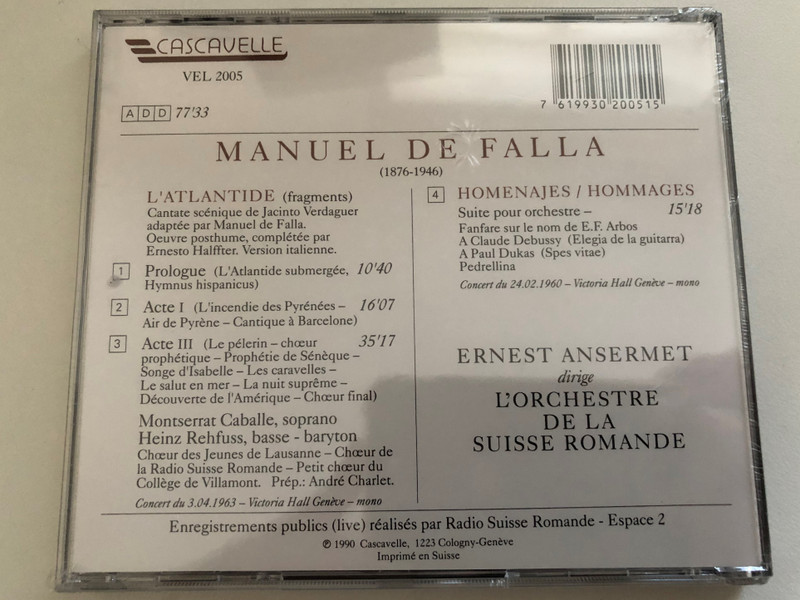 CASCAVELLE
VEL 2005
7 619930 200515
ADD 77'33
MANUEL DE FALLA
(1876-1946)
L'ATLANTIDE (fragments)
Cantate scénique de Jacinto Verdaguer
adaptée par Manuel de Falla.
Oeuvre posthume, complétée par
Ernesto Halffter. Version italienne.
1 Prologue (L'Atlantide submergée, 10'40
Hymnus hispanicus)
2 Acte I (L'incendie des Pyrénées – 16'07
Air de Pyrène – Cantique à Barcelone)
3 Acte III (Le pélerin – chœur 35'17
prophétique – Prophétie de Sénèque –
Songe d'Isabelle – Les caravelles –
Le salut en mer – La nuit suprême –
Découverte de l'Amérique – Chœur final)
Montserrat Caballe, soprano
Heinz Rehfuss, basse - baryton
Chœur des Jeunes de Lausanne – Chœur de
la Radio Suisse Romande – Petit chœur du
Collège de Villamont. Prép.: André Charlet.
Concert du 3.04.1963 – Victoria Hall Genève – mono
4 HOMENAJES / HOMMAGES
Suite pour orchestre – 15'18
Fanfare sur le nom de E.F. Arbos
A Claude Debussy (Elegia de la guitarra)
A Paul Dukas (Spes vitae)
Pedrellina
Concert du 24.02.1960 – Victoria Hall Genève – mono
ERNEST ANSERMET
dirige
L'ORCHESTRE
DE LA
SUISSE ROMANDE
Enregistrements publics (live) réalisés par Radio Suisse Romande - Espace 2
℗ 1990 Cascavelle, 1223 Cologny-Genève
Imprimé en Suisse